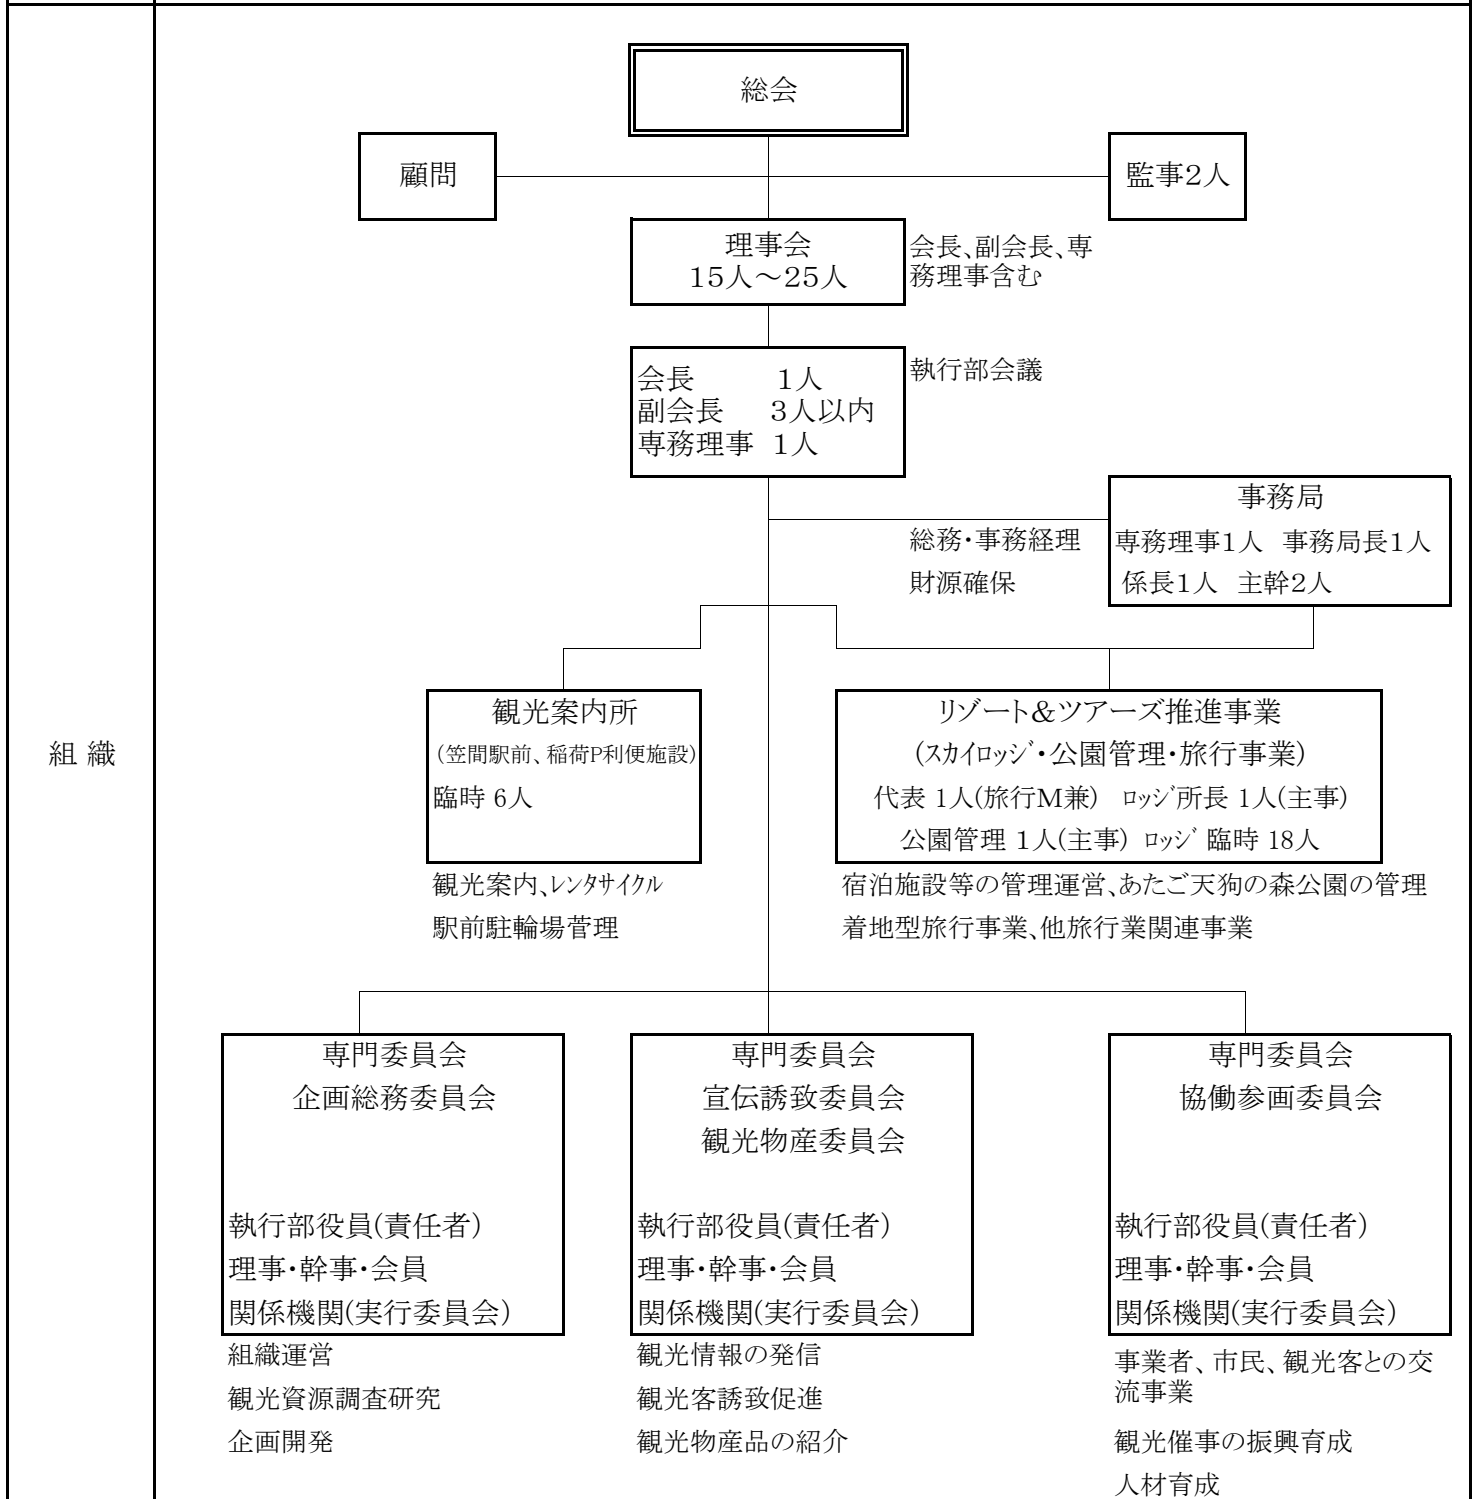 組 織
総会
顧問
監事2人
理事会
15人～25人
会長、副会長、専
務理事含む
会長 1人
副会長 3人以内
専務理事 1人
執行部会議
事務局
専務理事1人 事務局長1人
係長1人 主幹2人
総務・事務経理
財源確保
観光案内所
(笠間駅前、稲荷P利便施設)
臨時 6人
観光案内、レンタサイクル
駅前駐輪場菅理
リゾート&ツアーズ推進事業
(スカイロッジ・公園管理・旅行事業)
代表 1人(旅行M兼) ロッジ所長 1人(主事)
公園管理 1人(主事) ロッジ 臨時 18人
宿泊施設等の管理運営、あたご天狗の森公園の管理
着地型旅行事業、他旅行業関連事業
専門委員会
企画総務委員会
執行部役員(責任者)
理事・幹事・会員
関係機関(実行委員会)
組織運営
観光資源調査研究
企画開発
専門委員会
宣伝誘致委員会
観光物産委員会
執行部役員(責任者)
理事・幹事・会員
関係機関(実行委員会)
観光情報の発信
観光客誘致促進
観光物産品の紹介
専門委員会
協働参画委員会
執行部役員(責任者)
理事・幹事・会員
関係機関(実行委員会)
事業者、市民、観光客との交
流事業
観光催事の振興育成
人材育成